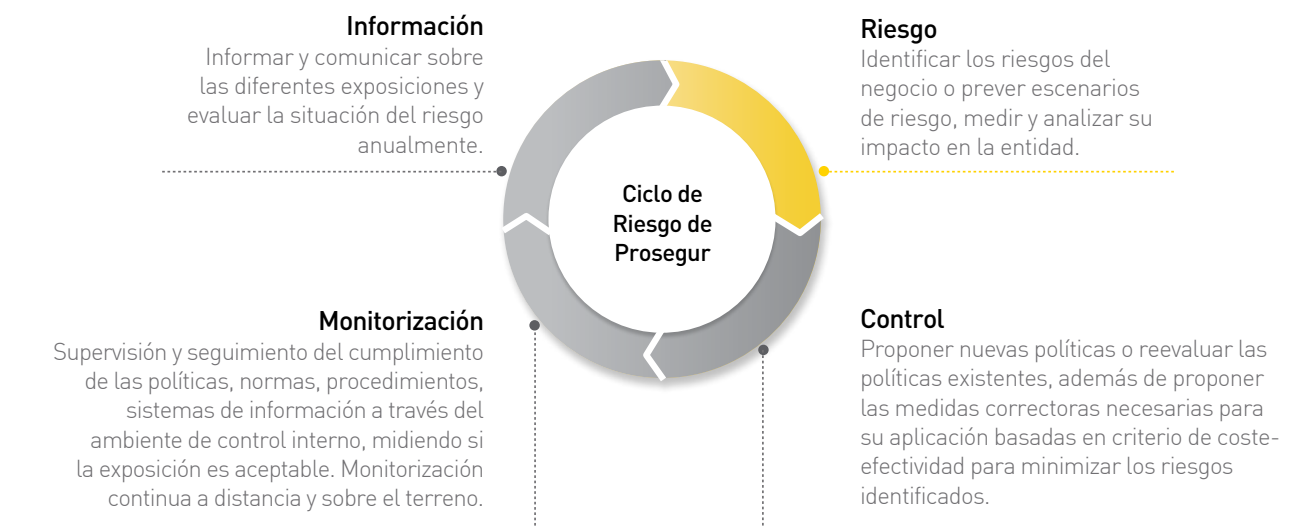 Información
Informar y comunicar sobre
las diferentes exposiciones y
evaluar la situación del riesgo
anualmente.
Riesgo
Identificar los riesgos del
negocio o prever escenarios
de riesgo, medir y analizar su
impacto en la entidad.
Ciclo de
Riesgo de
Prosegur
Monitorización
Supervisión y seguimiento del cumplimiento
de las políticas, normas, procedimientos,
sistemas de información a través del
ambiente de control interno, midiendo si
la exposición es aceptable. Monitorización
continua a distancia y sobre el terreno.
Control
Proponer nuevas políticas o reevaluar las
políticas existentes, además de proponer
las medidas correctoras necesarias para
su aplicación basadas en criterio de coste-
efectividad para minimizar los riesgos
identificados.